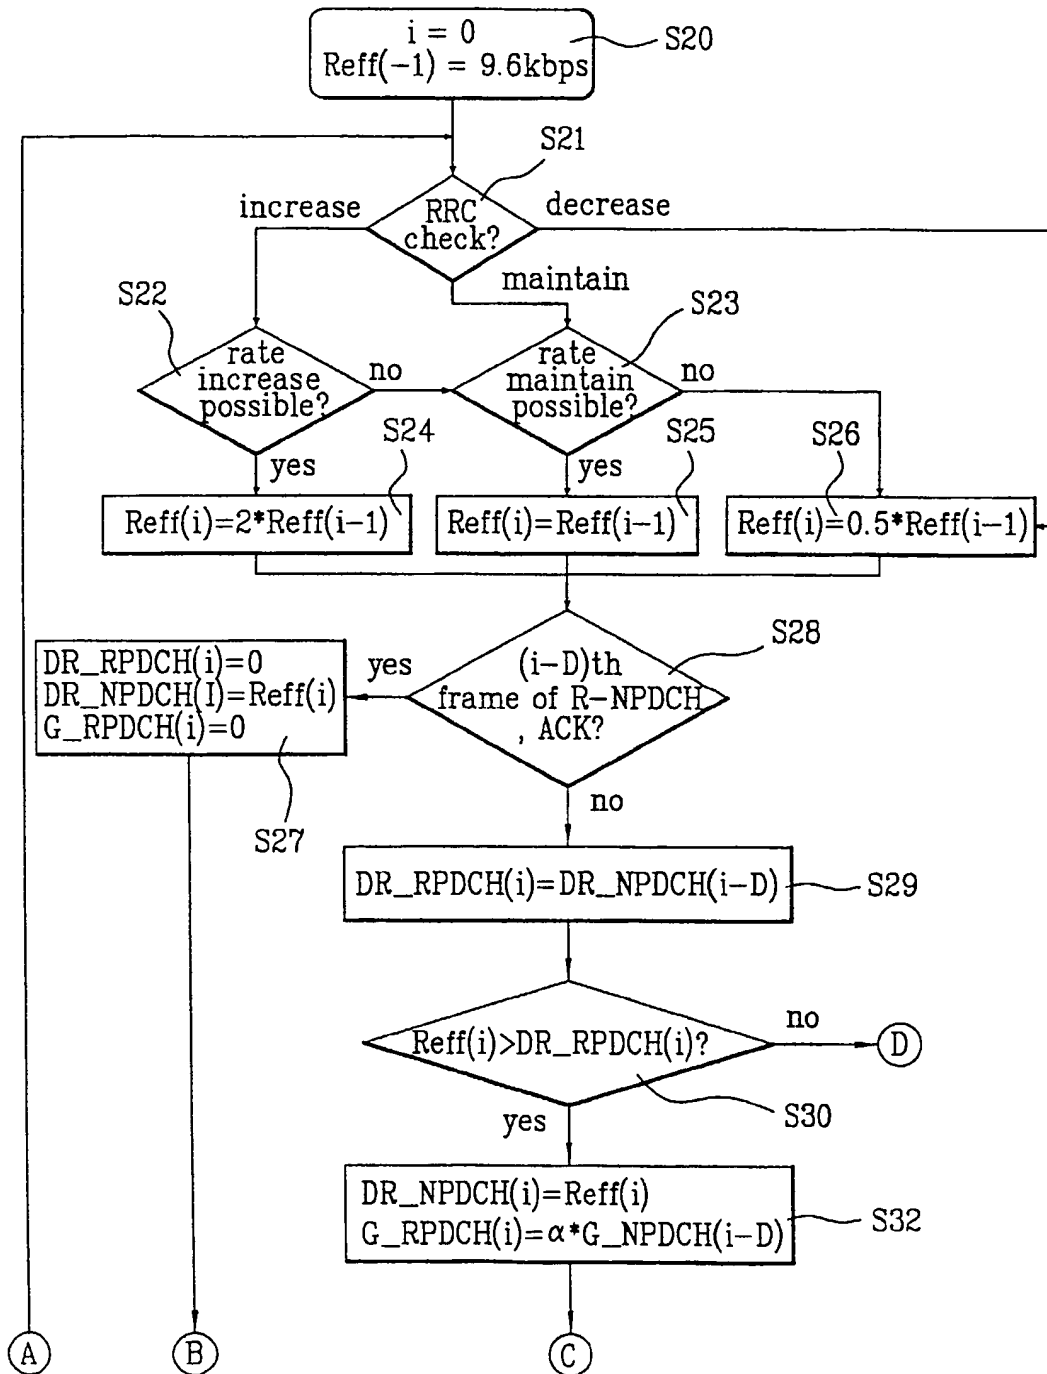 i = 0
Reff(-1) = 9.6kbps
S20
S21
increase
RRC
check?
decrease
maintain
S22
S23
rate
increase
possible?
no
rate
maintain
possible?
no
S24
S25
S26
yes
yes
Reff(i)=2*Reff(i-1)
Reff(i)=Reff(i-1)
Reff(i)=0.5*Reff(i-1)
S28
DR_RPDCH(i)=0
DR_NPDCH(I)=Reff(i)
G_RPDCH(i)=0
yes
(i-D)th
frame of R-NPDCH
, ACK?
S27
no
DR_RPDCH(i)=DR_NPDCH(i-D)
S29
Reff(i)>DR_RPDCH(i)?
no
D
S30
yes
DR_NPDCH(i)=Reff(i)
G_RPDCH(i)=α*G_NPDCH(i-D)
S32
A
B
C